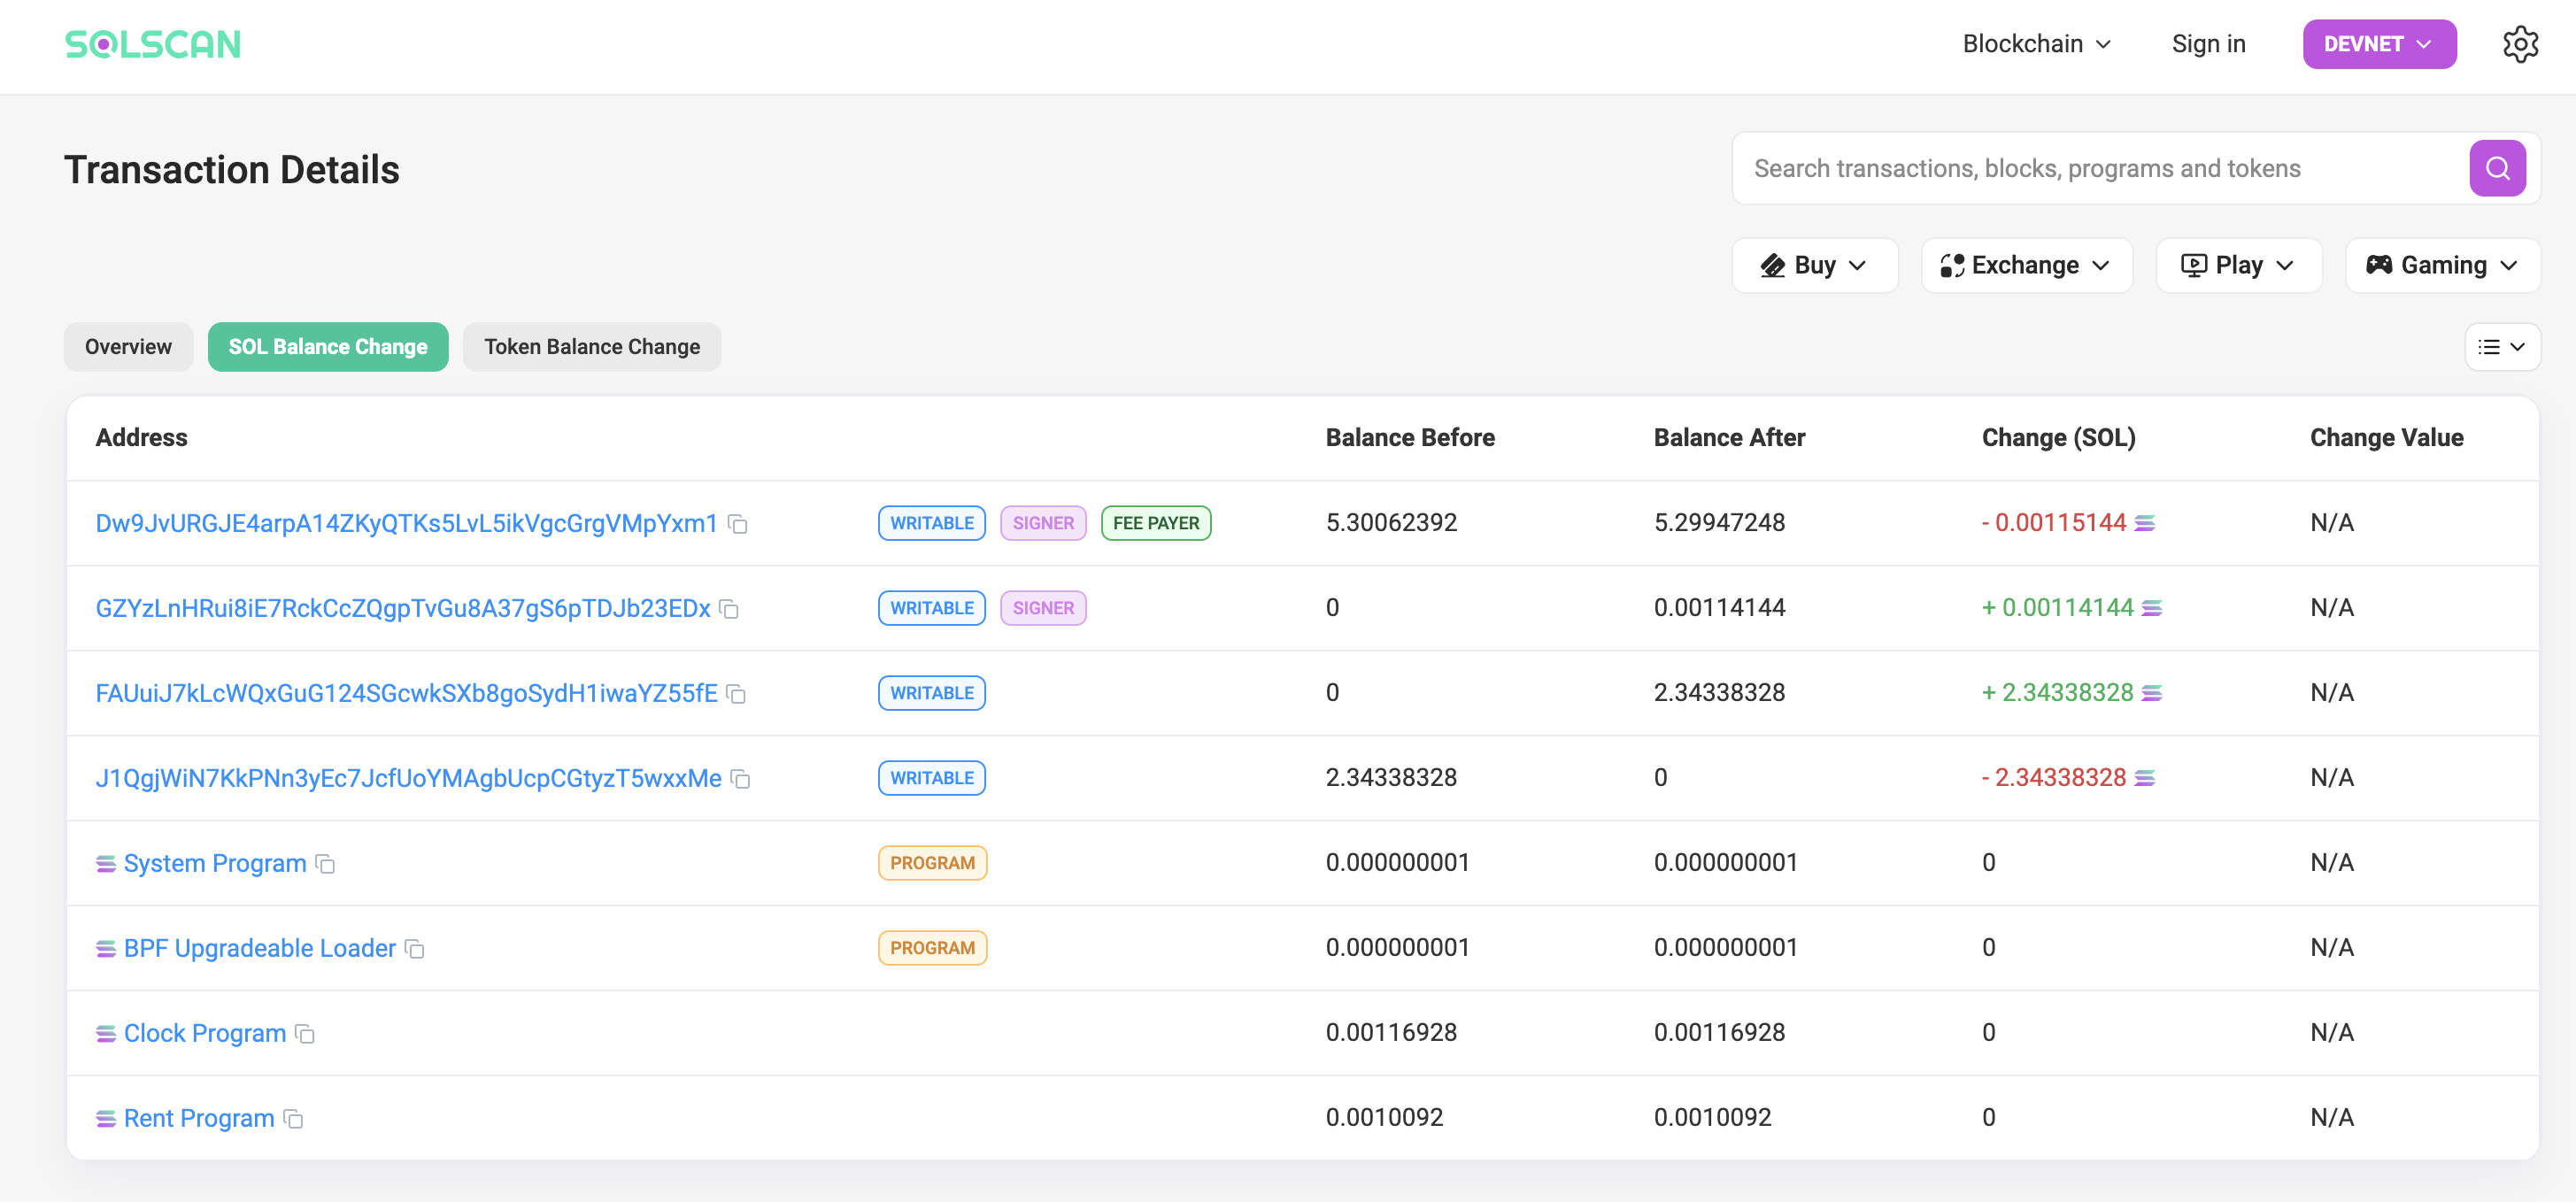 SOLSCAN
Blockchain
Sign in
DEVNET
Transaction Details
Search transactions, blocks, programs and tokens
Buy
Exchange
Play
Gaming
Overview
SOL Balance Change
Token Balance Change
Address Balance Before Balance After Change (SOL) Change Value
Dw9JvURGJE4arpA14ZKyQTKs5LvL5ikVgcGrgVMpYxm1 WRITABLE SIGNER FEE PAYER 5.30062392 5.29947248 - 0.00115144 N/A
GZYzLnHRui8iE7RckCcZQgpTvGu8A37gS6pTDJb23EDx WRITABLE SIGNER 0 0.00114144 + 0.00114144 N/A
FAUuiJ7kLcWQxGuG124SGcwkSXb8goSydH1iwaYZ55fE WRITABLE 0 2.34338328 + 2.34338328 N/A
J1QgjWiN7KkPNn3yEc7JcfUoYMAgbUcpCGtyzT5wxxMe WRITABLE 2.34338328 0 - 2.34338328 N/A
System Program PROGRAM 0.000000001 0.000000001 0 N/A
BPF Upgradeable Loader PROGRAM 0.000000001 0.000000001 0 N/A
Clock Program 0.00116928 0.00116928 0 N/A
Rent Program 0.0010092 0.0010092 0 N/A